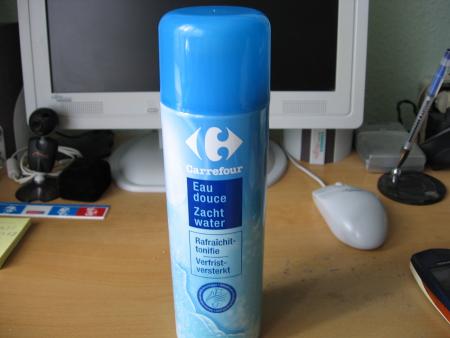 Carrefour
Eau
douce
Zacht
water
Rafraîchit-
tonifie
Verfrist-
versterkt